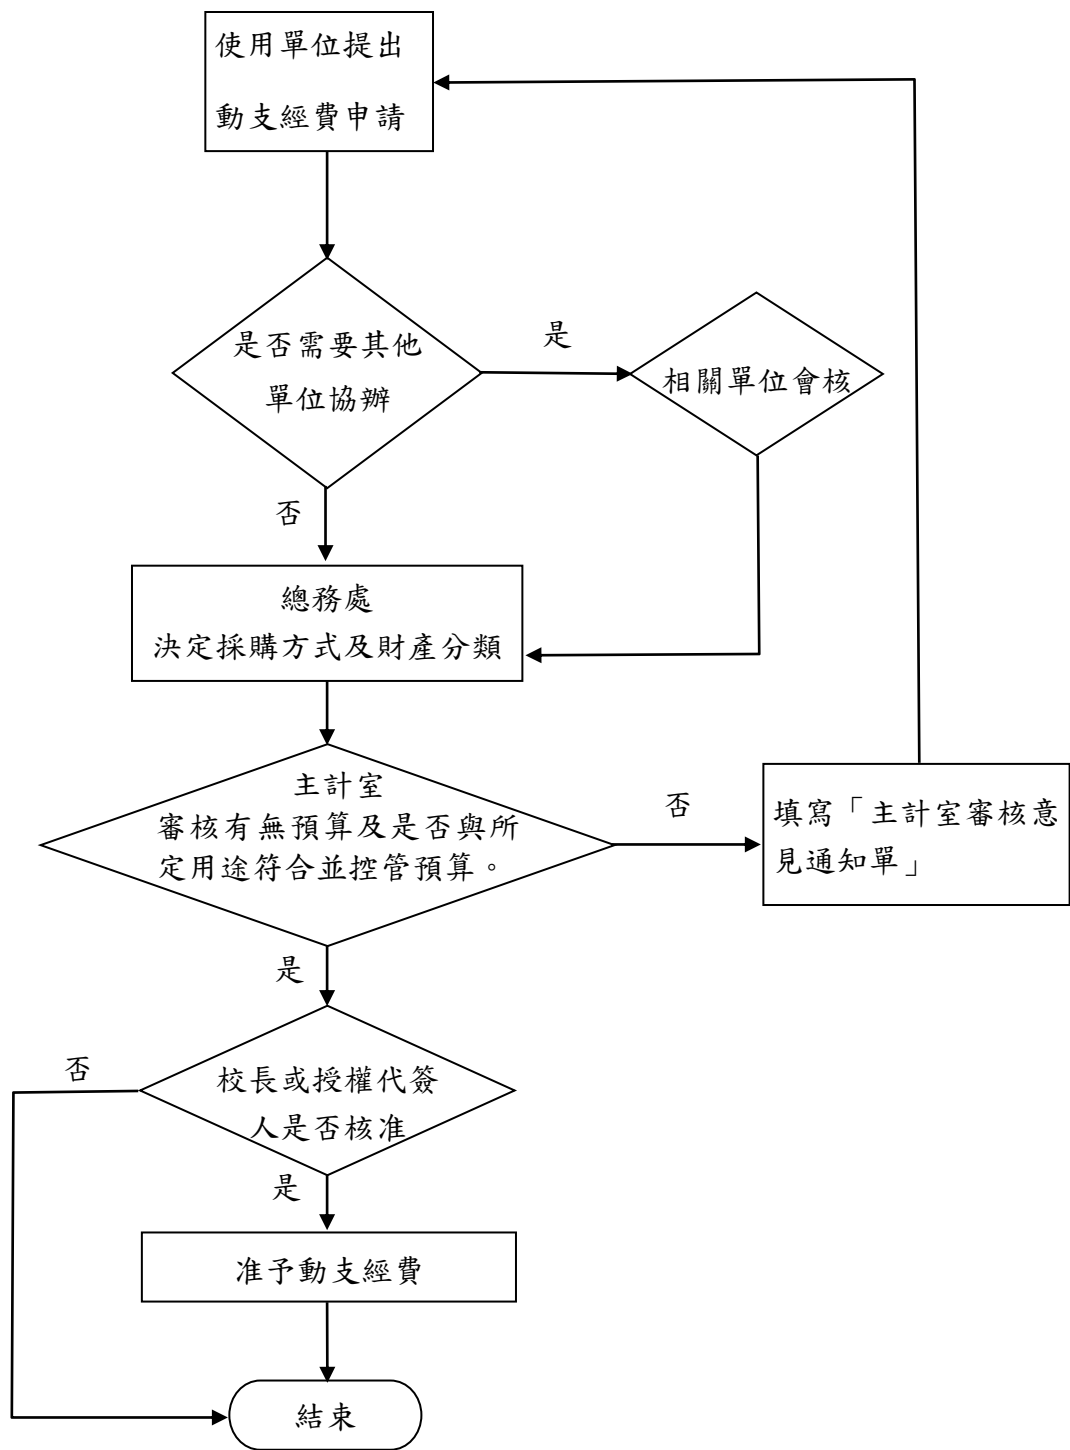 使用單位提出
動支經費申請
是否需要其他
單位協辦
是
相關單位會核
否
總務處
決定採購方式及財產分類
主計室
審核有無預算及是否與所
定用途符合並控管預算。
否
填寫「主計室審核意
見通知單」
是
校長或授權代簽
人是否核准
否
是
准予動支經費
結束